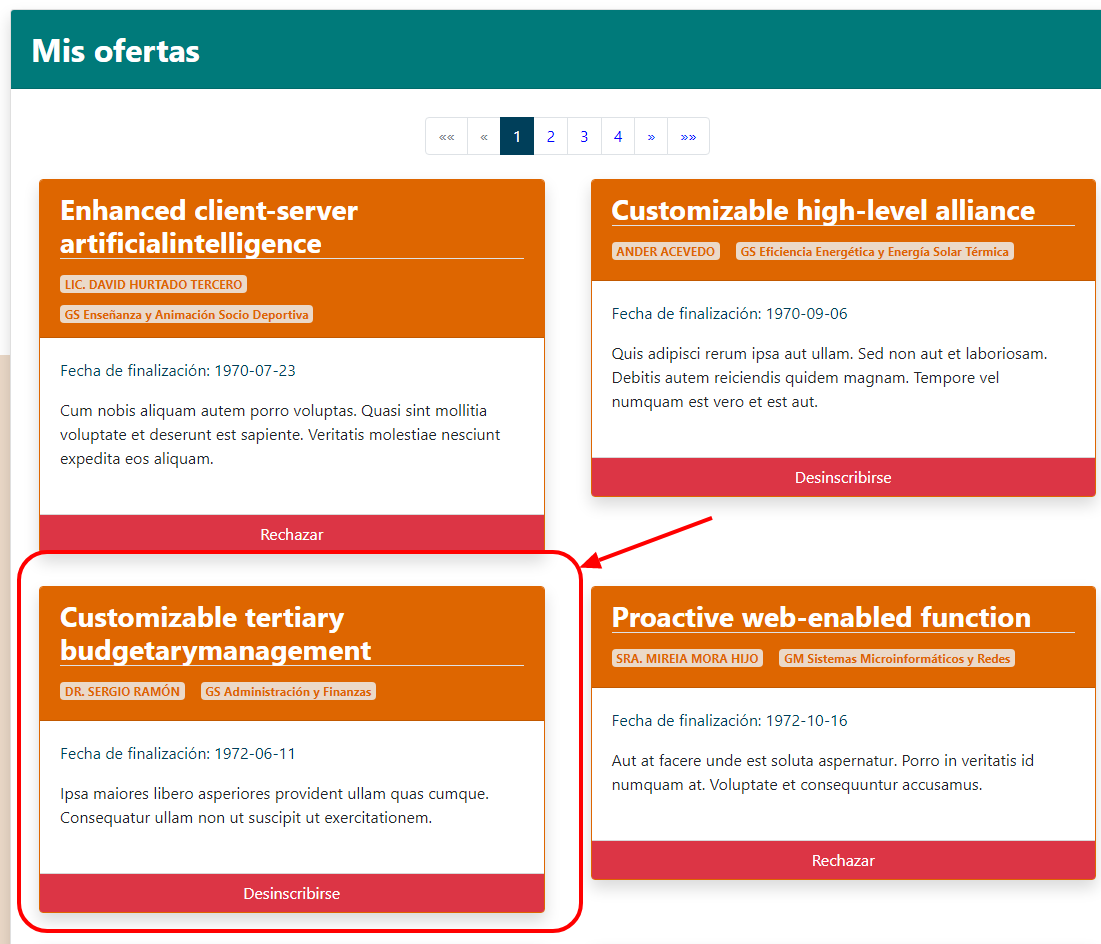 Mis ofertas
«« « 1 2 3 4 » »»
Enhanced client-server
artificialintelligence
LIC. DAVID HURTADO TERCERO
GS Enseñanza y Animación Socio Deportiva
Fecha de finalización: 1970-07-23
Cum nobis aliquam autem porro voluptas. Quasi sint mollitia
voluptate et deserunt est sapiente. Veritatis molestiae nesciunt
expedita eos aliquam.
Rechazar
Customizable high-level alliance
ANDER ACEVEDO GS Eficiencia Energética y Energía Solar Térmica
Fecha de finalización: 1970-09-06
Quis adipisci rerum ipsa aut ullam. Sed non aut et laboriosam.
Debitis autem reiciendis quidem magnam. Tempore vel
numquam est vero et est aut.
Desinscribirse
Customizable tertiary
budgetarymanagement
DR. SERGIO RAMÓN GS Administración y Finanzas
Fecha de finalización: 1972-06-11
Ipsa maiores libero asperiores provident ullam quas cumque.
Consequatur ullam non ut suscipit ut exercitationem.
Desinscribirse
Proactive web-enabled function
SRA. MIREIA MORA HIJO GM Sistemas Microinformáticos y Redes
Fecha de finalización: 1972-10-16
Aut at facere unde est soluta aspernatur. Porro in veritatis id
numquam at. Voluptate et consequuntur accusamus.
Rechazar